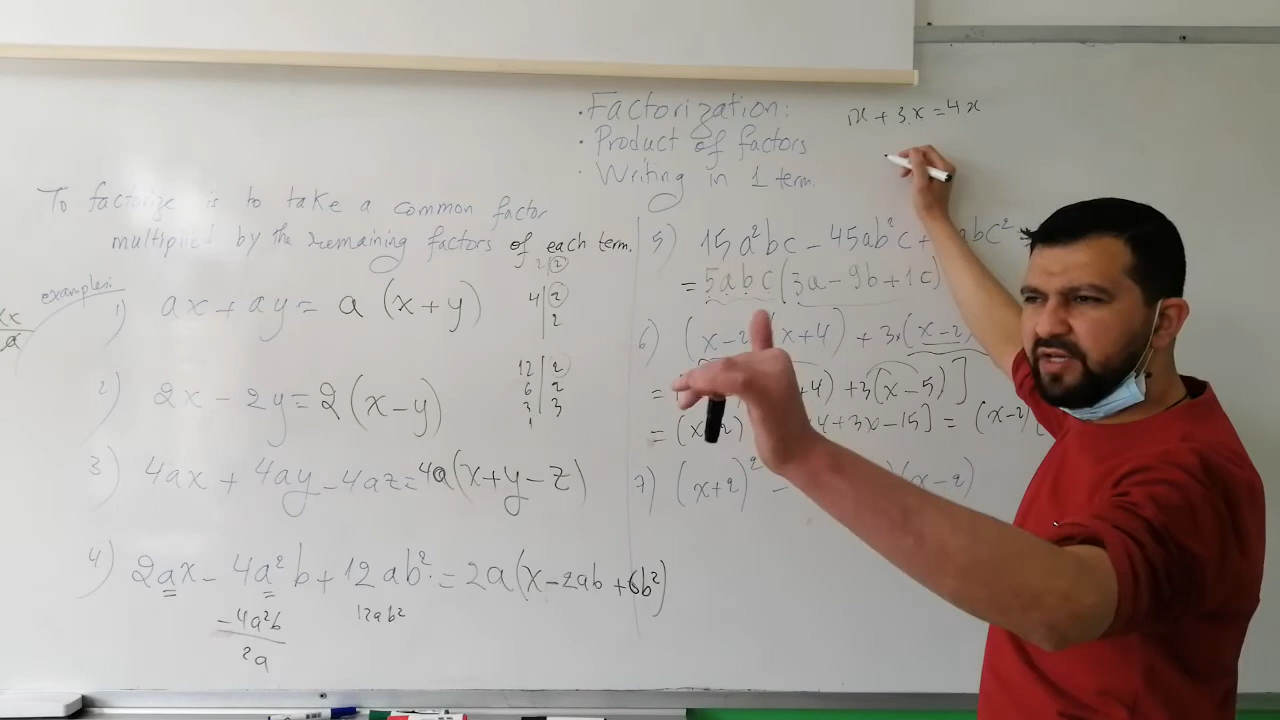 · Factorization:
· Product of factors
· Writing in 1 term.
1x + 3x = 4x
To factorize is to take a common factor
multiplied by the remaining factors of each term.
examples:
1) ax + ay = a (x + y)
4 | 2
2
2) 2x - 2y = 2(x - y)
12 | 2
6 | 2
3 | 3
1
3) 4ax + 4ay - 4az = 4a(x + y - z)
4) 2ax - 4a²b + 12ab² = 2a(x - 2ab + 6b²)
-4a²b
2a
12ab²
5) 15a²bc - 45ab²c + abc²
= 5abc(3a - 9b + 1c)
6) (x-2 (x+4) + 3(x-2)
= +4) + 3(x-5)]
= (x-2) +4+3x-15] = (x-2)[
7) (x+2)² - (x-2)